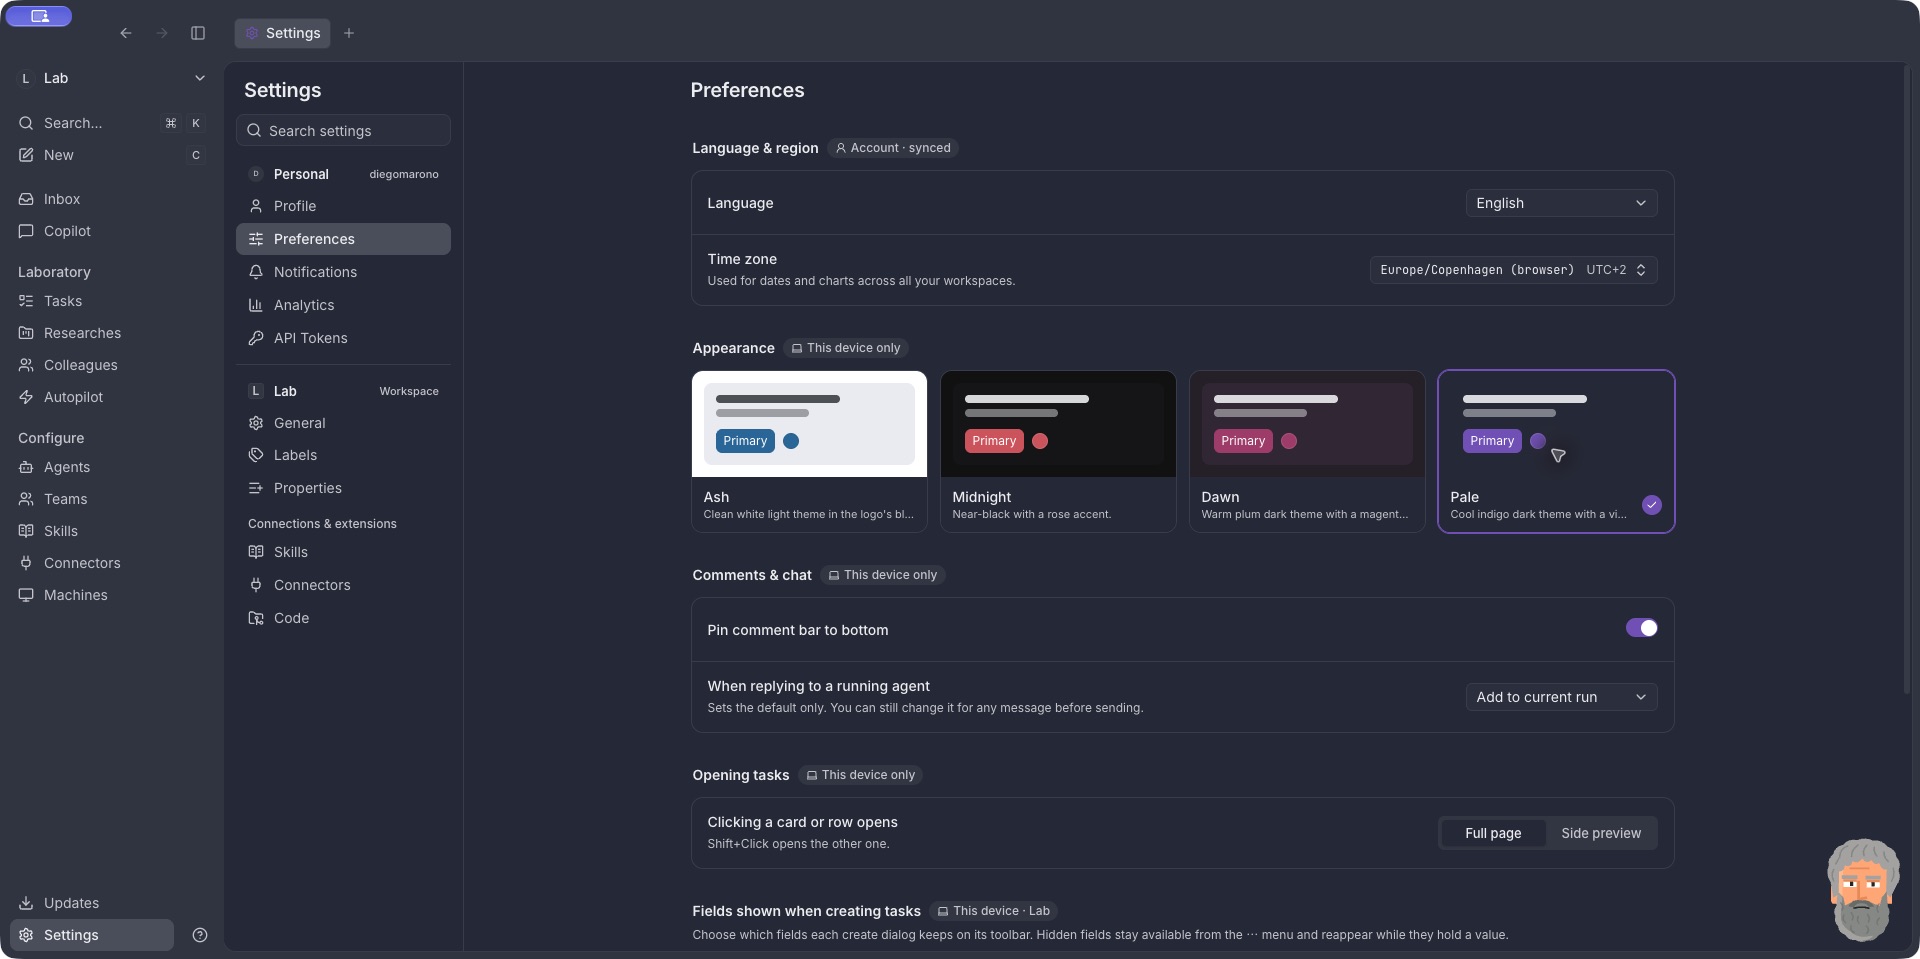 Settings
L Lab
Search... ⌘ K
New C
Inbox
Copilot
Laboratory
Tasks
Researches
Colleagues
Autopilot
Configure
Agents
Teams
Skills
Connectors
Machines
Updates
Settings
Settings
Search settings
D Personal diegomarono
Profile
Preferences
Notifications
Analytics
API Tokens
L Lab Workspace
General
Labels
Properties
Connections & extensions
Skills
Connectors
Code
Preferences
Language & region Account · synced
Language English
Time zone
Used for dates and charts across all your workspaces.
Europe/Copenhagen (browser) UTC+2
Appearance This device only
Primary
Ash
Clean white light theme in the logo's bl...
Primary
Midnight
Near-black with a rose accent.
Primary
Dawn
Warm plum dark theme with a magent...
Primary
Pale
Cool indigo dark theme with a vi...
Comments & chat This device only
Pin comment bar to bottom
When replying to a running agent
Sets the default only. You can still change it for any message before sending.
Add to current run
Opening tasks This device only
Clicking a card or row opens
Shift+Click opens the other one.
Full page Side preview
Fields shown when creating tasks This device · Lab
Choose which fields each create dialog keeps on its toolbar. Hidden fields stay available from the ··· menu and reappear while they hold a value.